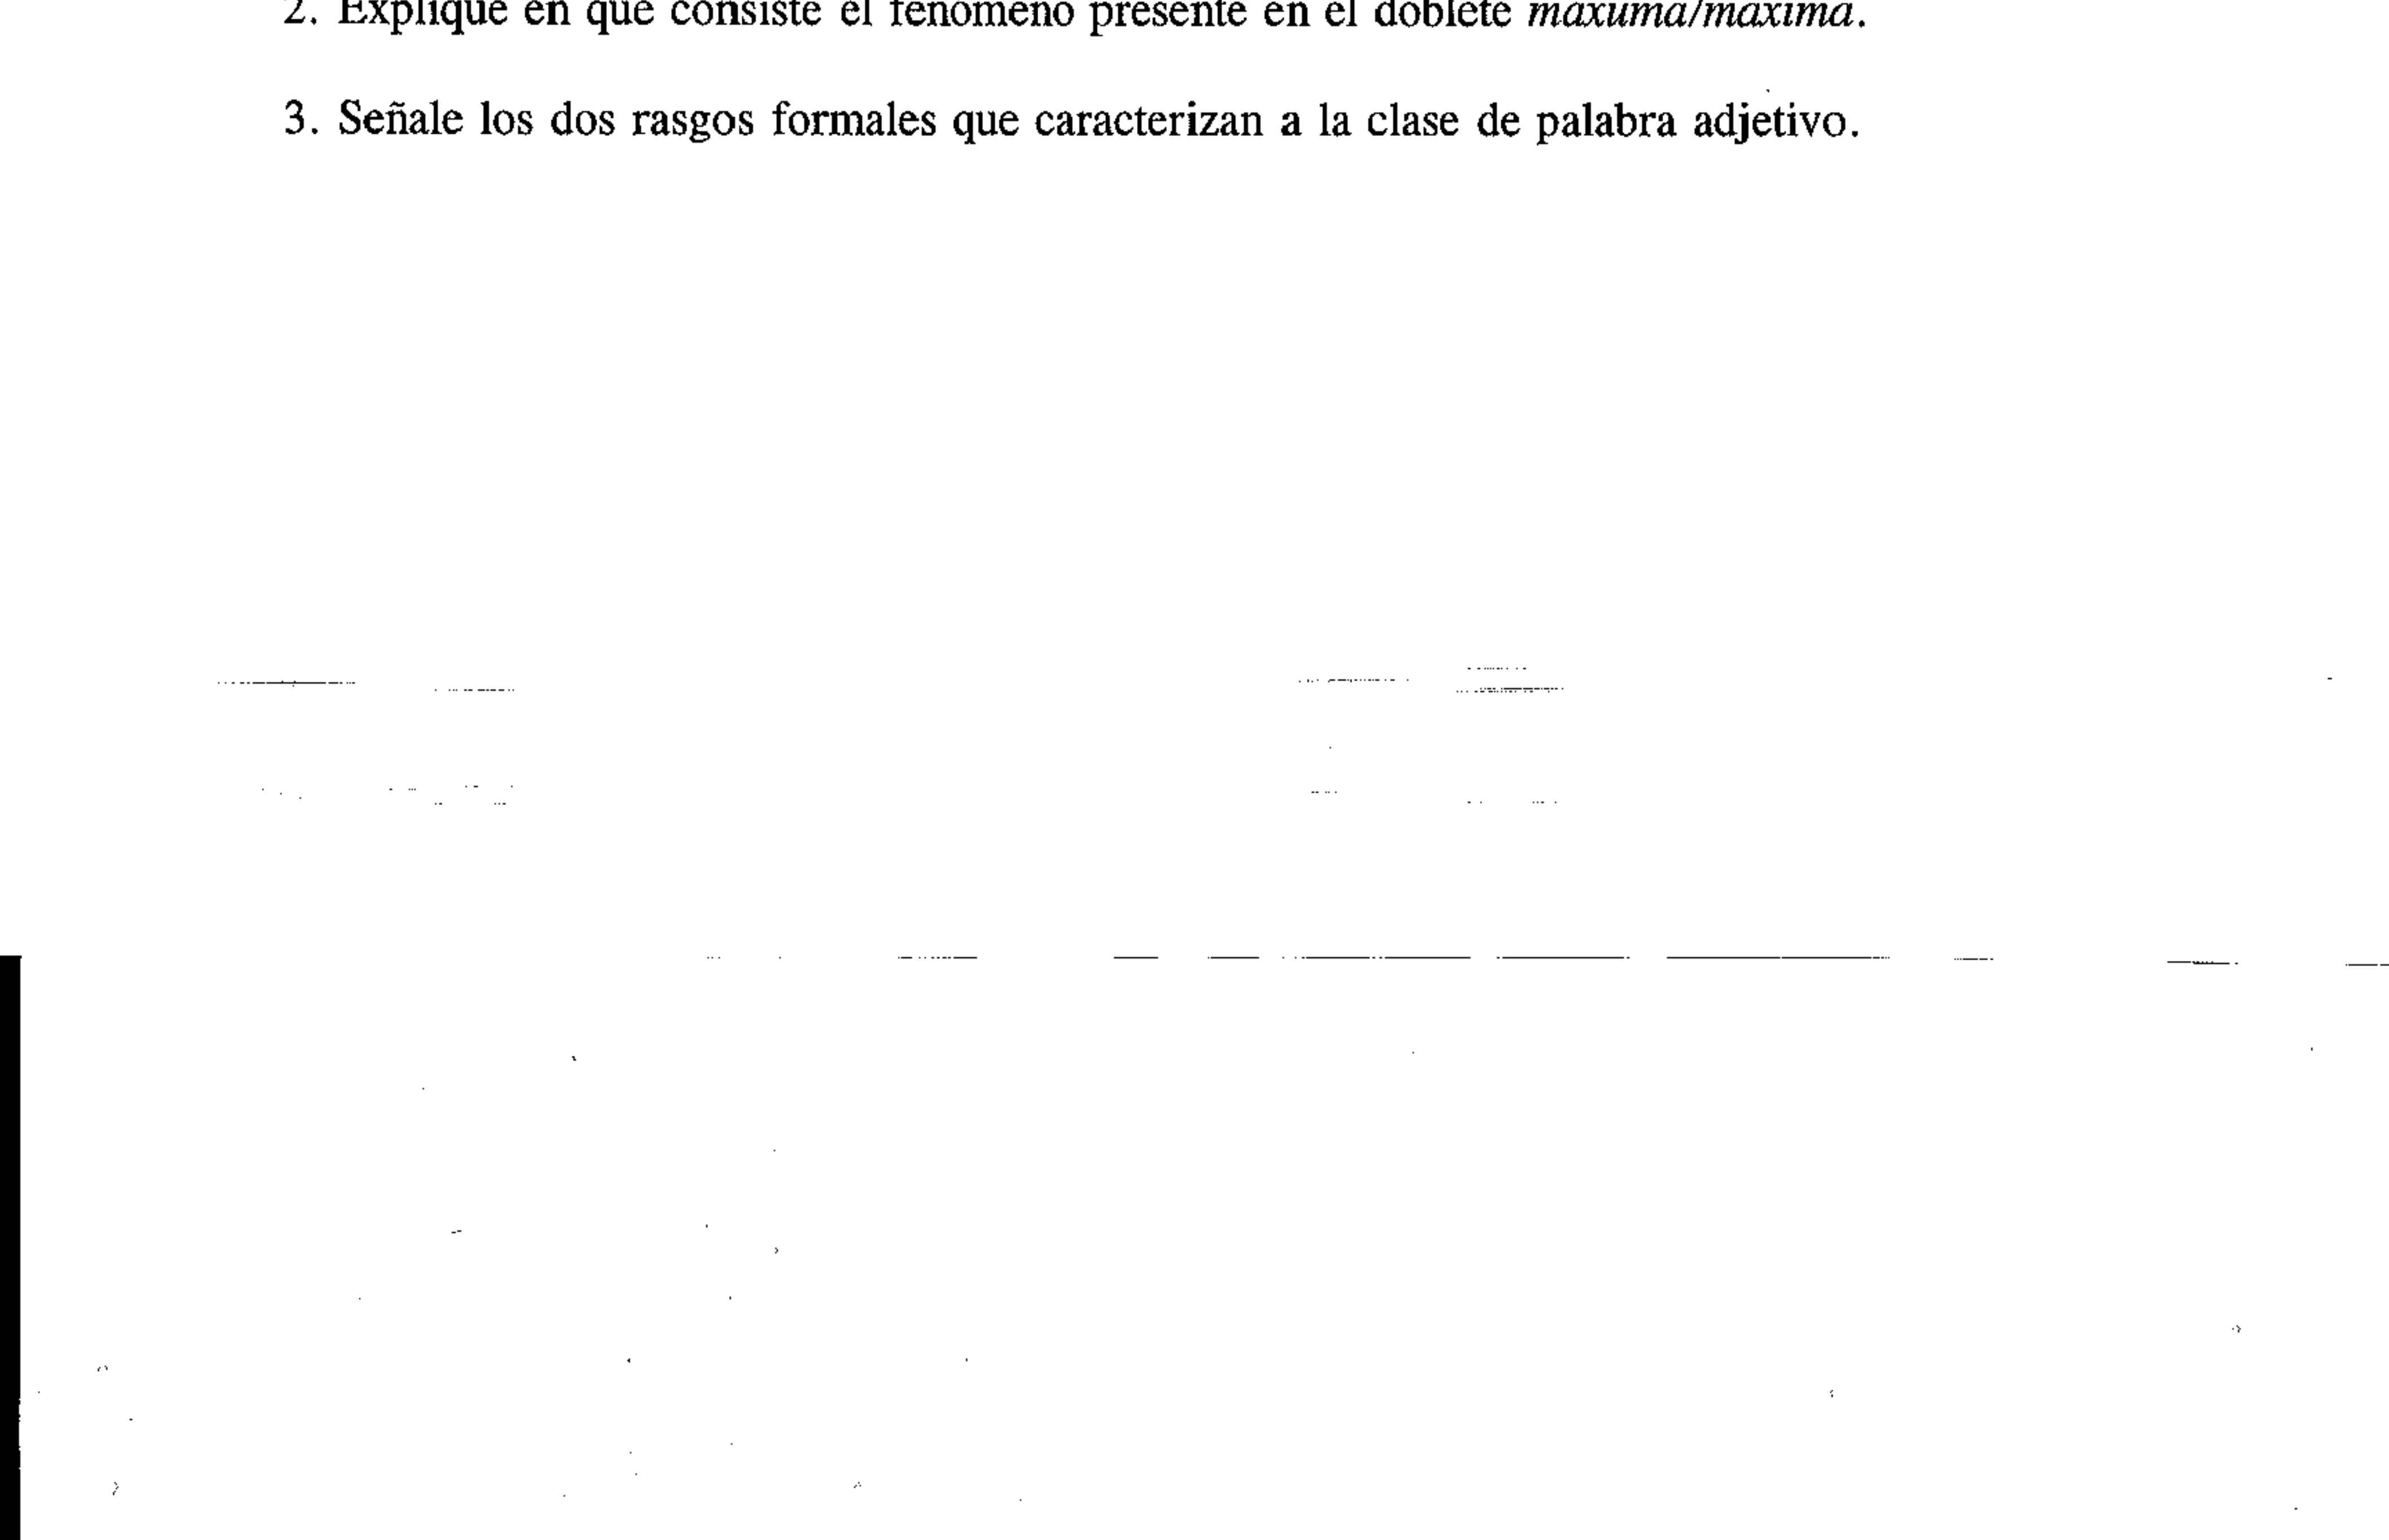 2. Explique en qué consiste el fenómeno presente en el doblete maxuma/maxima.
3. Señale los dos rasgos formales que caracterizan a la clase de palabra adjetivo.